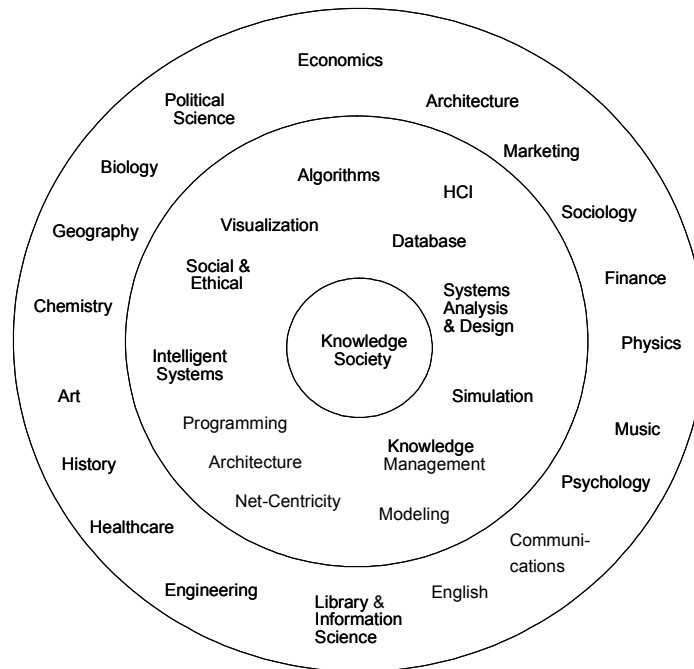 Economics
Political
Science
Architecture
Biology
Marketing
Algorithms
HCI
Geography
Visualization
Sociology
Database
Social &
Ethical
Chemistry
Systems
Analysis
& Design
Finance
Knowledge
Society
Physics
Intelligent
Systems
Art
Simulation
Programming
Music
History
Architecture
Knowledge
Management
Psychology
Net-Centricity
Modeling
Healthcare
Communi-
cations
Engineering
Library &
Information
Science
English